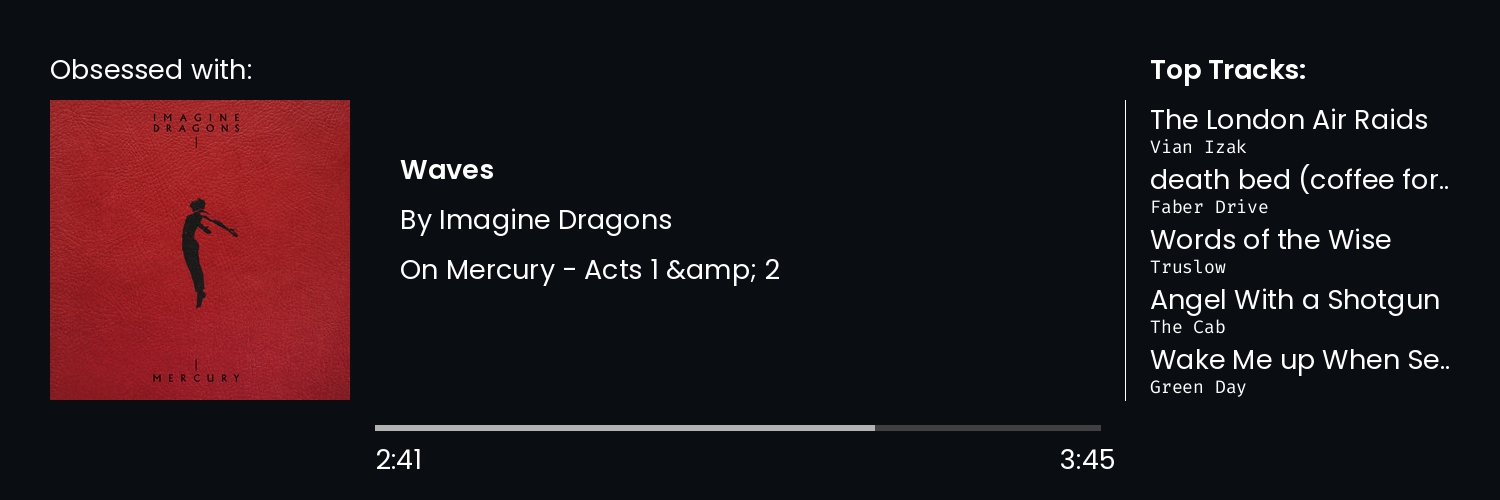 Obsessed with:
IMAGINE
DRAGONS
MERCURY
Waves
By Imagine Dragons
On Mercury - Acts 1 &amp;amp; 2
2:41
3:45
Top Tracks:
The London Air Raids
Vian Izak
death bed (coffee for..
Faber Drive
Words of the Wise
Truslow
Angel With a Shotgun
The Cab
Wake Me up When Se..
Green Day